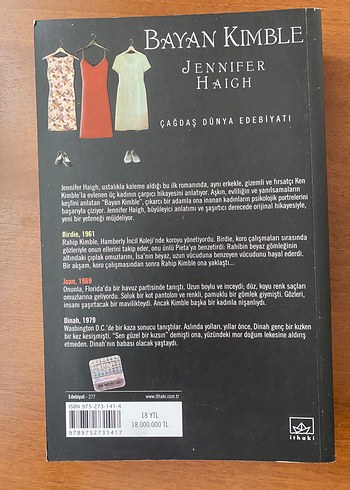 BAYAN KIMBLE
JENNIFER
HAIGH
ÇAĞDAŞ DÜNYA EDEBİYATI
Jennifer Haigh, ustalıkla kaleme aldığı bu ilk romanında, aynı erkekle, gizemli ve fırsatçı Ken
Kimble'la evlenen üç kadının çarpıcı hikayesini anlatıyor. Aşkın, evliliğin ve yanılsamaların
keşfini anlatan "Bayan Kimble", çıkarcı bir adamla ona inanan kadınların psikolojik portrelerini
başarıyla çiziyor. Jennifer Haigh, büyüleyici anlatımı ve şaşırtıcı derecede orijinal hikayesiyle,
yeni bir yeteneği müjdeliyor.
Birdie, 1961
Rahip Kimble, Hamberly İncil Koleji'nde koroyu yönetiyordu. Birdie, koro çalışmaları sırasında
gözleriyle onun ellerini takip eder, onu ünlü Pieta'ya benzetirdi. Rahibin beyaz gömleğinin
altındaki çıplak omuzlarını, İsa'nın beyaz, uzun vücuduna benzeyen vücudunu hayal ederdi.
Bir akşam, koro çalışmasından sonra Rahip Kimble ona yaklaştı...
Joan, 1969
Onunla, Florida'da bir havuz partisinde tanıştı. Uzun boylu ve inceydi; düz, koyu renk saçları
omuzlarına geliyordu. Soluk bir kot pantolon ve renkli, pamuklu bir gömlek giymişti. Gözleri,
insanı şaşırtacak bir maviliktteydi. Ancak Kimble başka bir kadınla nişanlıydı.
Dinah, 1979
Washington D.C.'de bir kaza sonucu tanıştılar. Aslında yolları, yıllar önce, Dinah genç bir kızken
bir kez kesişmişti. "Sen güzel bir kızsın" demişti ona, yüzündeki mor doğum lekesine aldırış
etmeden. Dinah'nın babası olacak yaştaydı.
Edebiyat - 277
www.ithaki.com.tr
ISBN 975-273-141-4
9789752731417
18 YTL
18.000.000 TL
ithaki